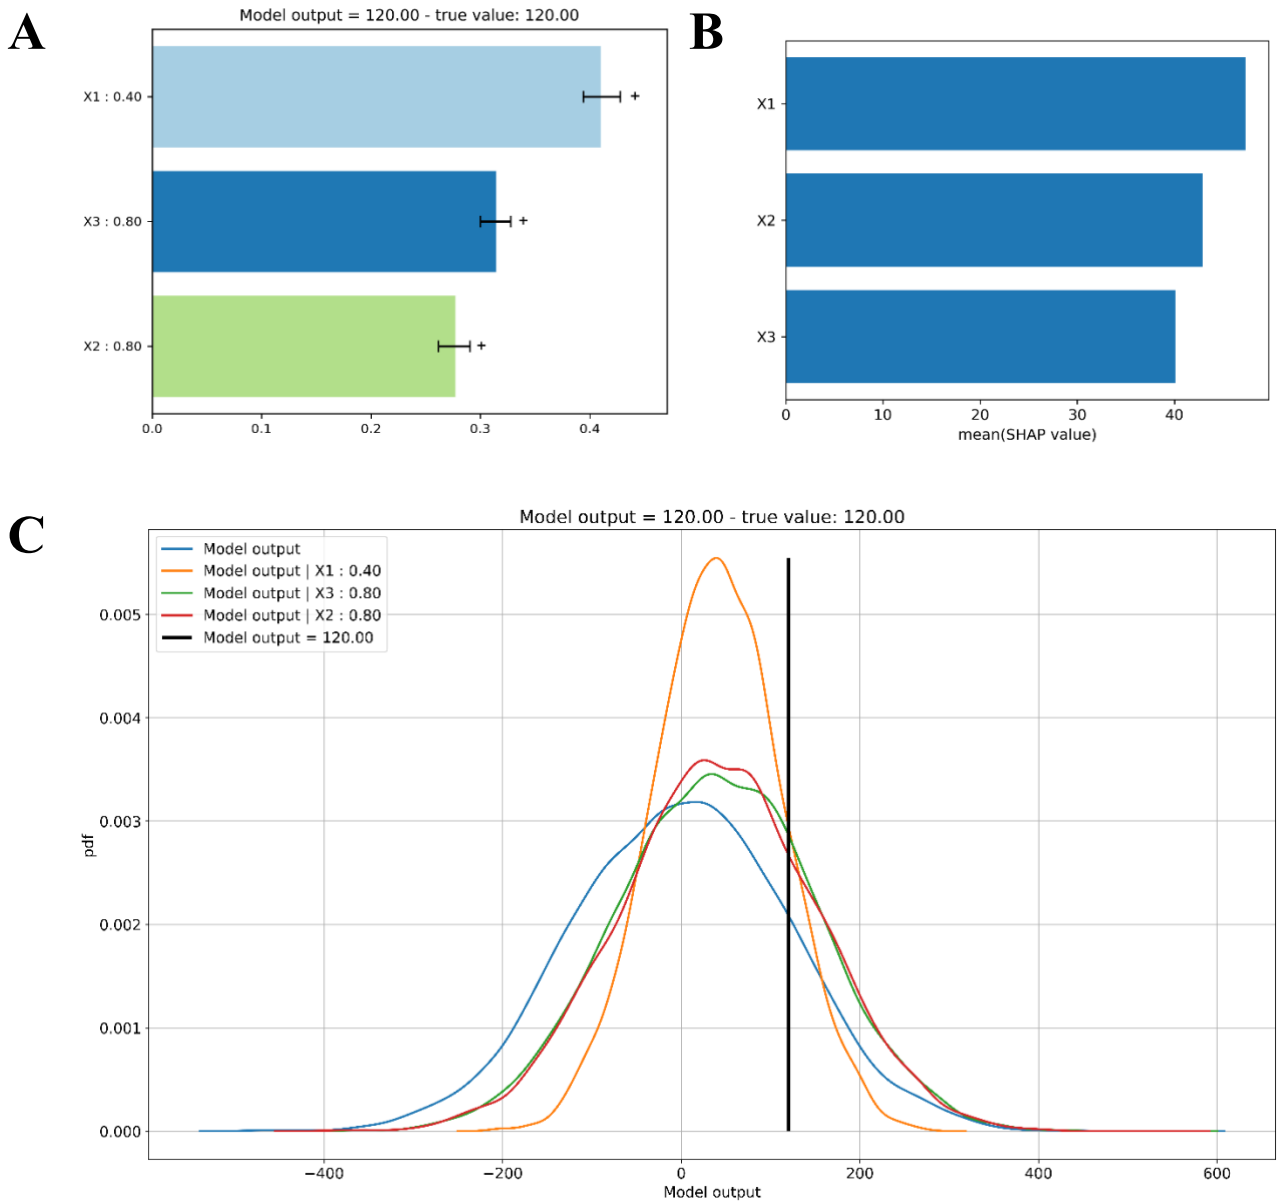 A
Model output = 120.00 - true value: 120.00
X1 : 0.40
+
X3 : 0.80
+
X2 : 0.80
+
0.0 0.1 0.2 0.3 0.4
B
X1
X2
X3
0 10 20 30 40
mean(SHAP value)
C
Model output = 120.00 - true value: 120.00
Model output
Model output | X1 : 0.40
Model output | X3 : 0.80
Model output | X2 : 0.80
Model output = 120.00
0.005
0.004
0.003
0.002
0.001
0.000
pdf
−400 −200 0 200 400 600
Model output